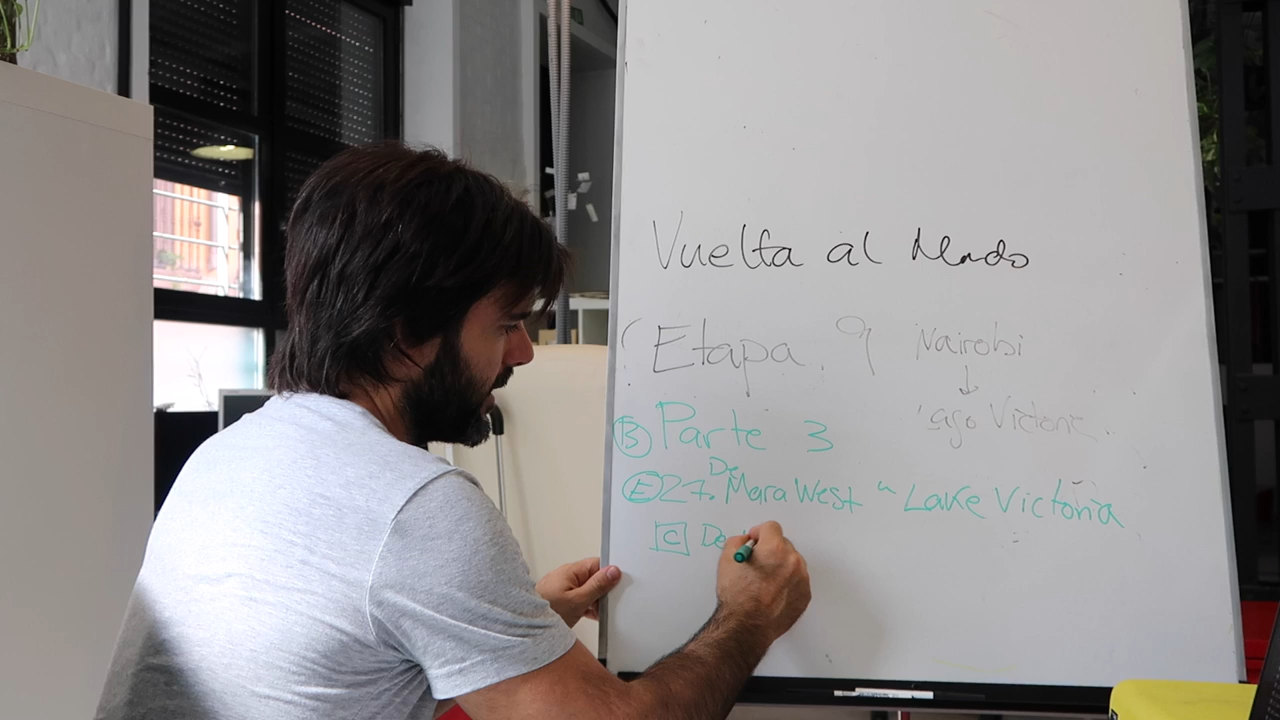 Vuelta al Mundo
(Etapa 9 Nairobi
↓
Lago Victoria.
(B) Parte 3
(E) 27. De Mara West a Lake Victoria
[C] De